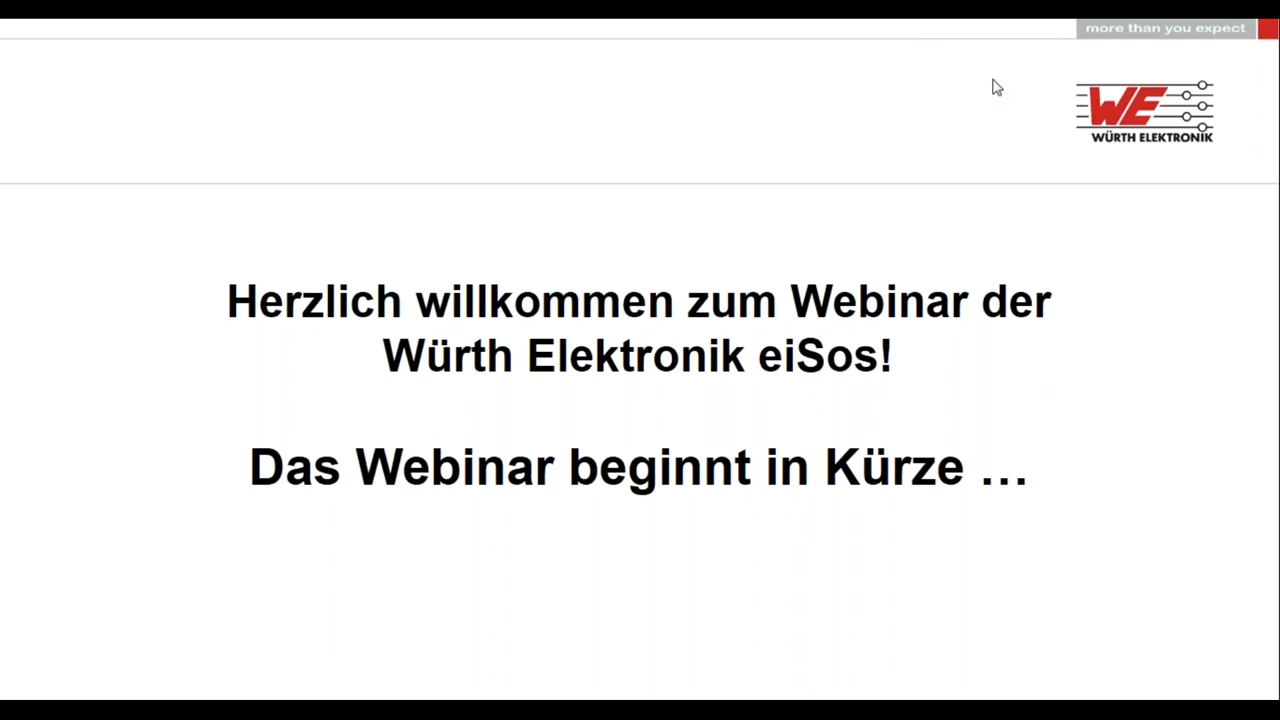 more than you expect
WE
WÜRTH ELEKTRONIK
Herzlich willkommen zum Webinar der
Würth Elektronik eiSos!
Das Webinar beginnt in Kürze …